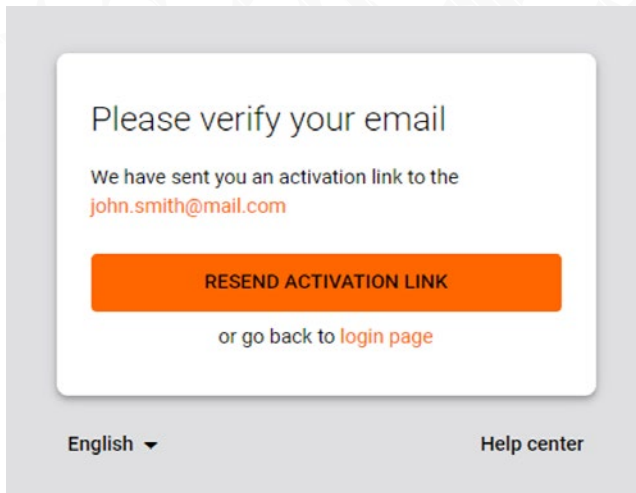 Please verify your email
We have sent you an activation link to the
john.smith@mail.com
RESEND ACTIVATION LINK
or go back to login page
English
Help center